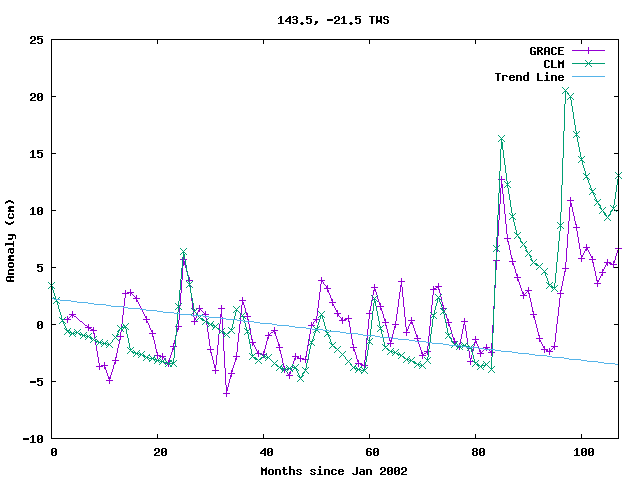 143.5, -21.5 TWS
GRACE
CLM
Trend Line
25
20
15
10
5
0
-5
-10
Anomaly (cm)
0 20 40 60 80 100
Months since Jan 2002